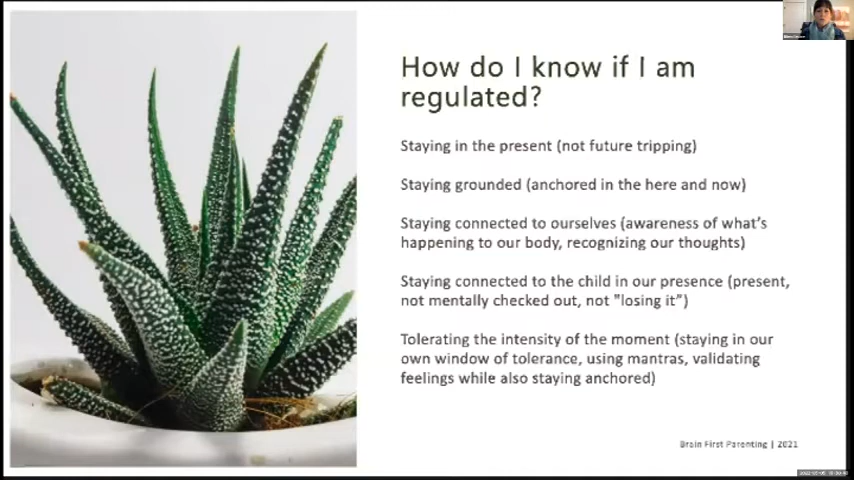 How do I know if I am
regulated?
Staying in the present (not future tripping)
Staying grounded (anchored in the here and now)
Staying connected to ourselves (awareness of what's
happening to our body, recognizing our thoughts)
Staying connected to the child in our presence (present,
not mentally checked out, not "losing it")
Tolerating the intensity of the moment (staying in our
own window of tolerance, using mantras, validating
feelings while also staying anchored)
Brain First Parenting | 2021